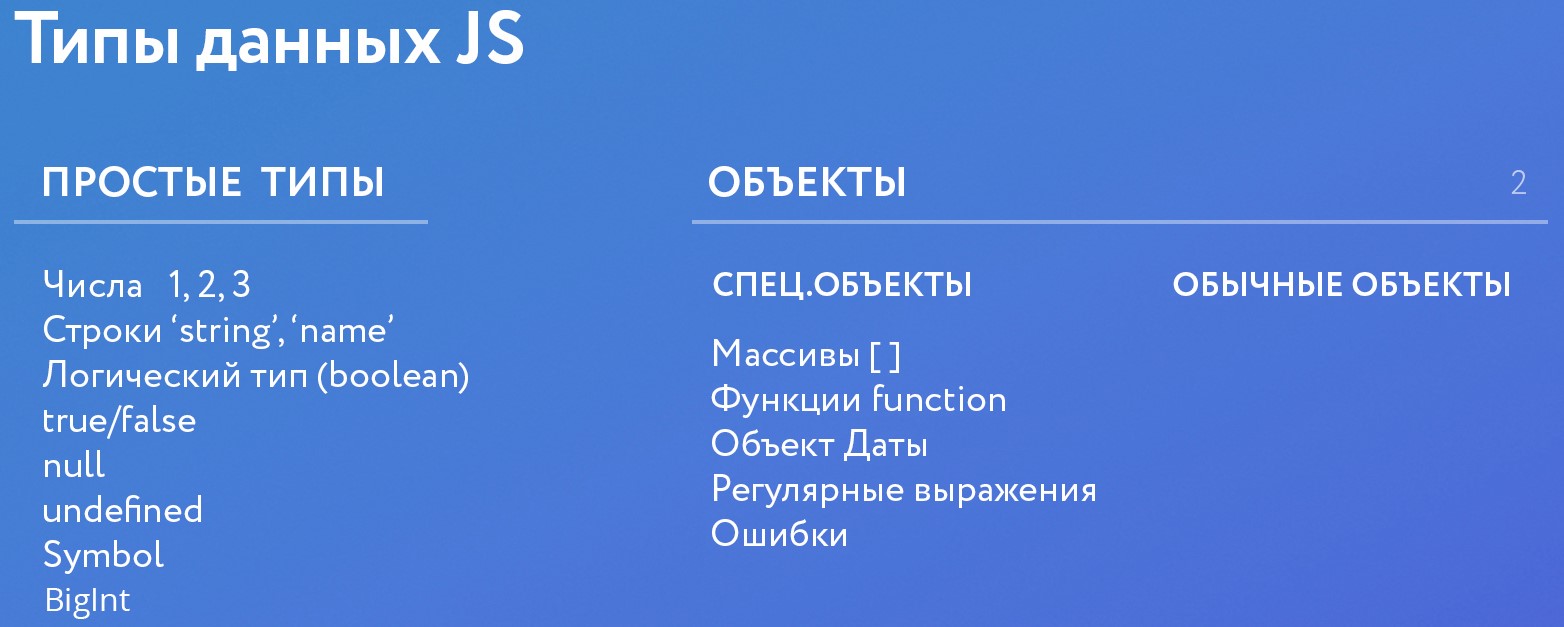 Типы данных JS
ПРОСТЫЕ ТИПЫ
Числа 1, 2, 3
Строки ‘string’, ‘name’
Логический тип (boolean)
true/false
null
undefined
Symbol
BigInt
ОБЪЕКТЫ
2
СПЕЦ.ОБЪЕКТЫ
Массивы [ ]
Функции function
Объект Даты
Регулярные выражения
Ошибки
ОБЫЧНЫЕ ОБЪЕКТЫ